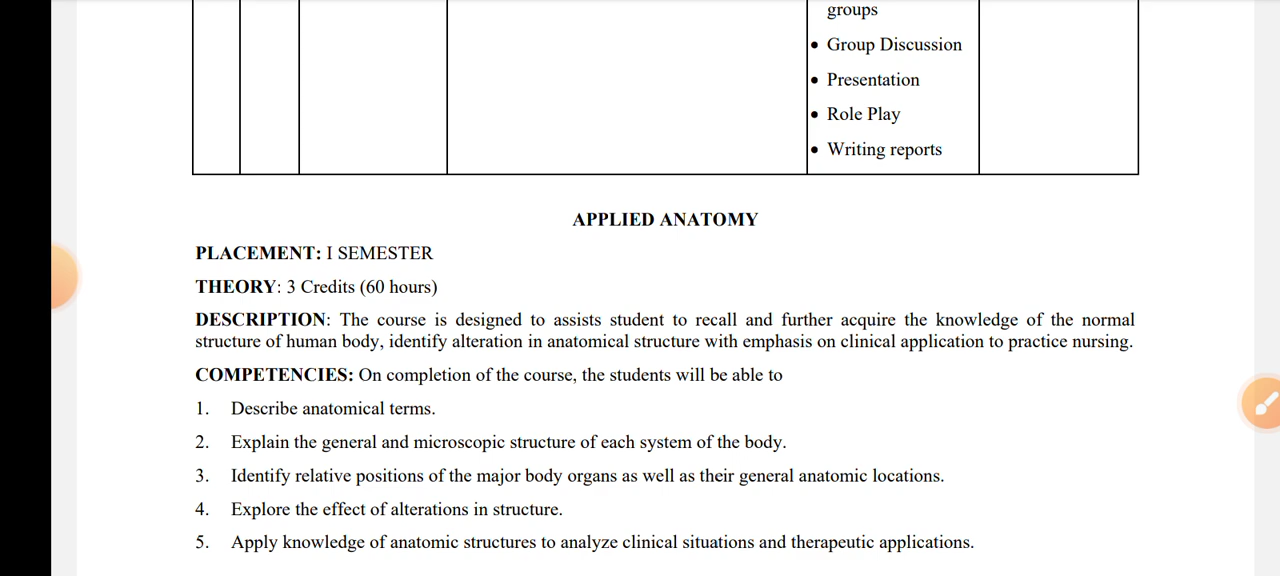 groups
• Group Discussion
• Presentation
• Role Play
• Writing reports
APPLIED ANATOMY
PLACEMENT: I SEMESTER
THEORY: 3 Credits (60 hours)
DESCRIPTION: The course is designed to assists student to recall and further acquire the knowledge of the normal
structure of human body, identify alteration in anatomical structure with emphasis on clinical application to practice nursing.
COMPETENCIES: On completion of the course, the students will be able to
1. Describe anatomical terms.
2. Explain the general and microscopic structure of each system of the body.
3. Identify relative positions of the major body organs as well as their general anatomic locations.
4. Explore the effect of alterations in structure.
5. Apply knowledge of anatomic structures to analyze clinical situations and therapeutic applications.